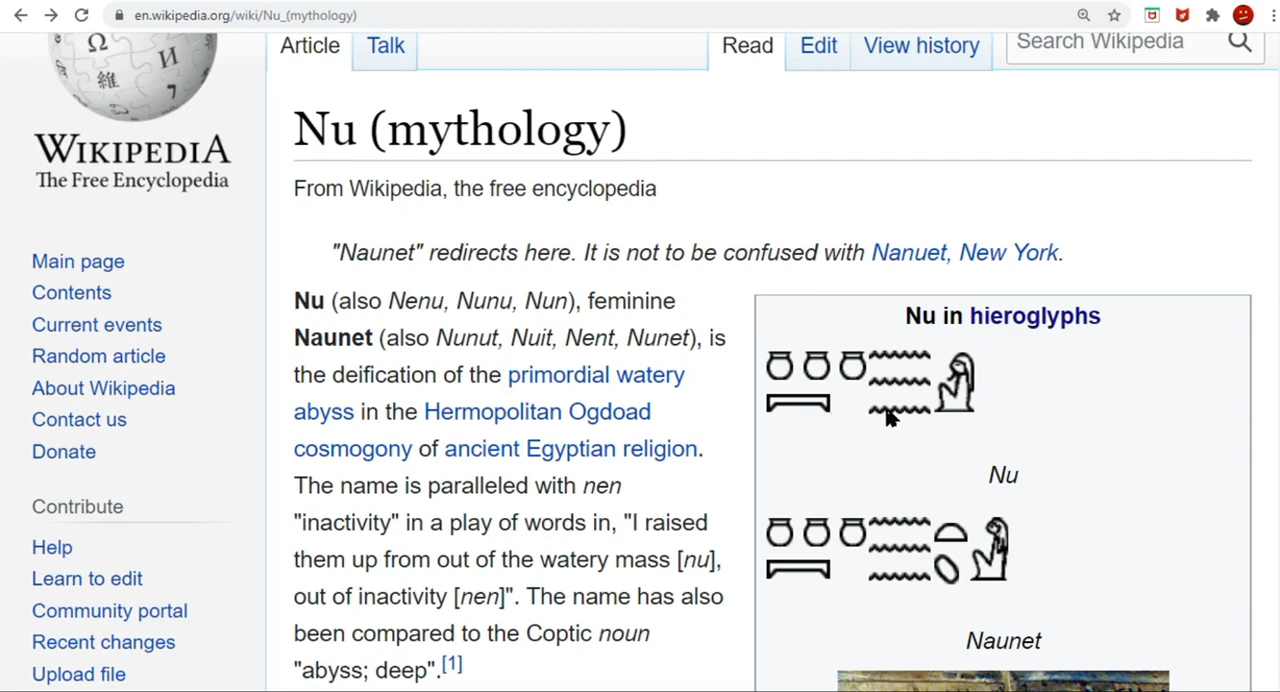 en.wikipedia.org/wiki/Nu_(mythology)
Article Talk Read Edit View history Search Wikipedia
WIKIPEDIA
The Free Encyclopedia
Main page
Contents
Current events
Random article
About Wikipedia
Contact us
Donate
Contribute
Help
Learn to edit
Community portal
Recent changes
Upload file
Nu (mythology)
From Wikipedia, the free encyclopedia
"Naunet" redirects here. It is not to be confused with Nanuet, New York.
Nu (also Nenu, Nunu, Nun), feminine
Naunet (also Nunut, Nuit, Nent, Nunet), is
the deification of the primordial watery
abyss in the Hermopolitan Ogdoad
cosmogony of ancient Egyptian religion.
The name is paralleled with nen
"inactivity" in a play of words in, "I raised
them up from out of the watery mass [nu],
out of inactivity [nen]". The name has also
been compared to the Coptic noun
"abyss; deep".[1]
Nu in hieroglyphs
Nu
Naunet